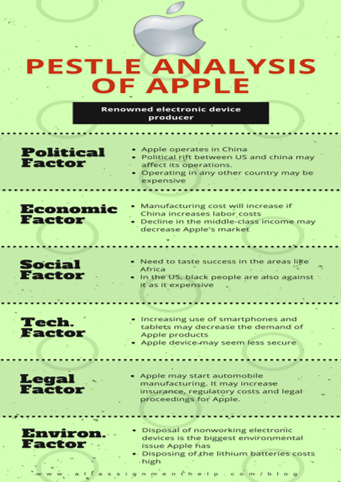 PESTLE ANALYSIS
OF APPLE
Renowned electronic device
producer
Political
Factor
Apple operates in China
Political rift between US and china may
affect its operations.
Operating in any other country may be
expensive
Economic
Factor
Manufacturing cost will increase if
China increases labor costs
Decline in the middle-class income may
decrease Apple's market
Social
Factor
Need to taste success in the areas like
Africa
In the US, black people are also against
it as it expensive
Tech.
Factor
Increasing use of smartphones and
tablets may decrease the demand of
Apple products
Apple device may seem less secure
Legal
Factor
Apple may start automobile
manufacturing. It may increase
insurance, regulatory costs and legal
proceedings for Apple.
Environ.
Factor
Disposal of nonworking electronic
devices is the biggest environmental
issue Apple has
Disposing of the lithium batteries costs
high
www.allassignmenthelp.com/blog